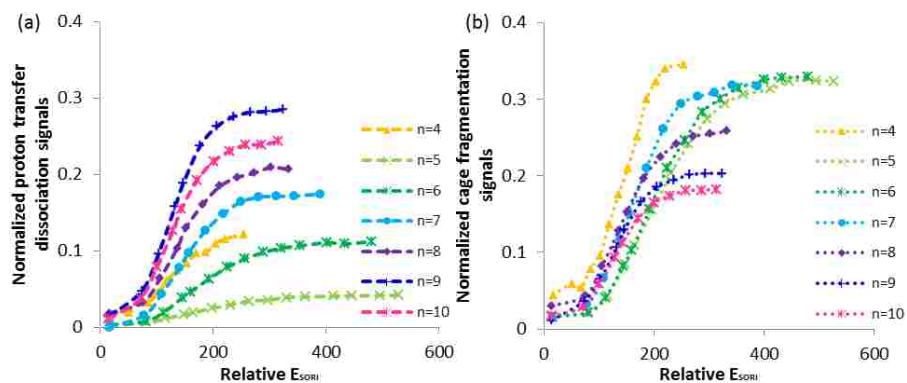 (a)
Normalized proton transfer
dissociation signals
0.4
0.3
0.2
0.1
0
0
200
400
600
Relative ESORI
n=4
n=5
n=6
n=7
n=8
n=9
n=10
(b)
Normalized cage fragmentation
signals
0.4
0.3
0.2
0.1
0
0
200
400
600
Relative ESORI
n=4
n=5
n=6
n=7
n=8
n=9
n=10